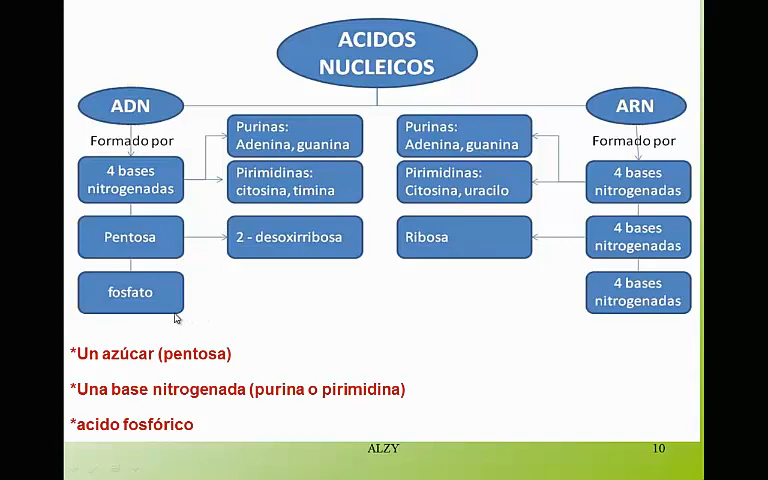 ACIDOS
NUCLEICOS
ADN
Formado por
4 bases
nitrogenadas
Purinas:
Adenina, guanina
Pirimidinas:
citosina, timina
Pentosa
2 - desoxirribosa
fosfato
ARN
Formado por
4 bases
nitrogenadas
Purinas:
Adenina, guanina
Pirimidinas:
Citosina, uracilo
4 bases
nitrogenadas
Ribosa
4 bases
nitrogenadas
*Un azúcar (pentosa)
*Una base nitrogenada (purina o pirimidina)
*acido fosfórico
ALZY
10